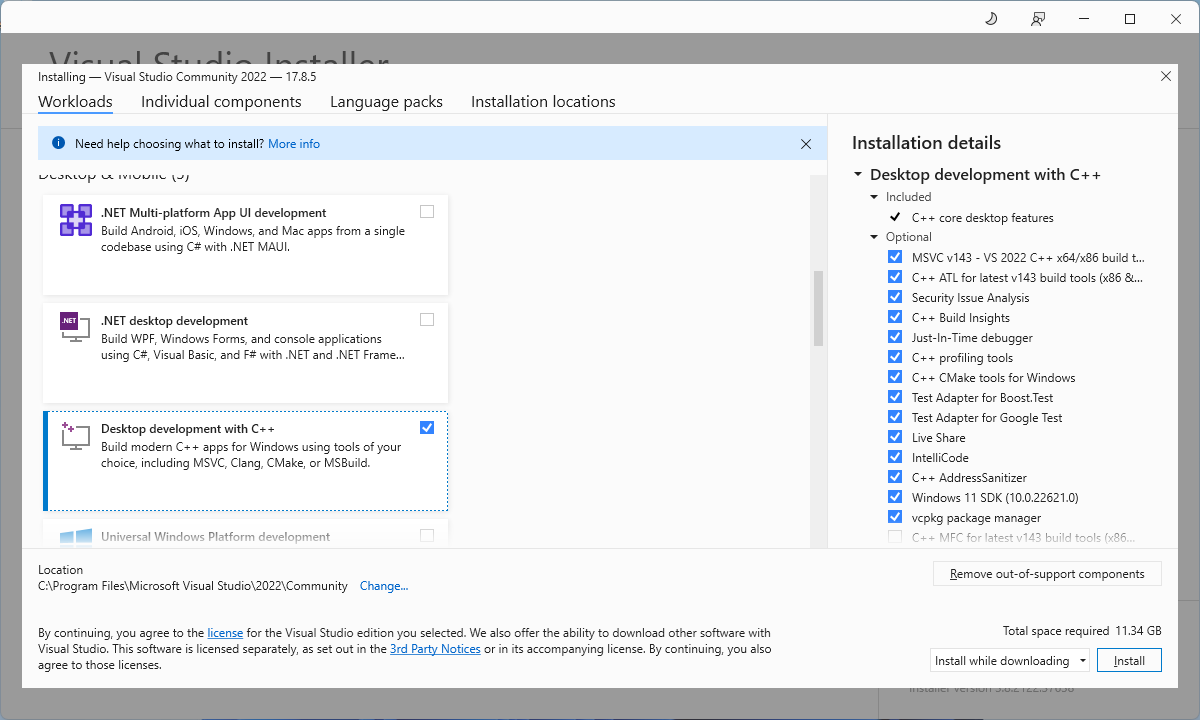 Visual Studio Installer
Installing — Visual Studio Community 2022 — 17.8.5
Workloads Individual components Language packs Installation locations
Need help choosing what to install? More info
Desktop & Mobile (5)
.NET Multi-platform App UI development
Build Android, iOS, Windows, and Mac apps from a single
codebase using C# with .NET MAUI.
.NET
.NET desktop development
Build WPF, Windows Forms, and console applications
using C#, Visual Basic, and F# with .NET and .NET Frame...
Desktop development with C++
Build modern C++ apps for Windows using tools of your
choice, including MSVC, Clang, CMake, or MSBuild.
Universal Windows Platform development
Installation details
Desktop development with C++
Included
C++ core desktop features
Optional
MSVC v143 - VS 2022 C++ x64/x86 build t...
C++ ATL for latest v143 build tools (x86 &...
Security Issue Analysis
C++ Build Insights
Just-In-Time debugger
C++ profiling tools
C++ CMake tools for Windows
Test Adapter for Boost.Test
Test Adapter for Google Test
Live Share
IntelliCode
C++ AddressSanitizer
Windows 11 SDK (10.0.22621.0)
vcpkg package manager
C++ MFC for latest v143 build tools (x86...
Location
C:\Program Files\Microsoft Visual Studio\2022\Community Change...
Remove out-of-support components
By continuing, you agree to the license for the Visual Studio edition you selected. We also offer the ability to download other software with
Visual Studio. This software is licensed separately, as set out in the 3rd Party Notices or in its accompanying license. By continuing, you also
agree to those licenses.
Total space required 11.34 GB
Install while downloading Install
Installer version